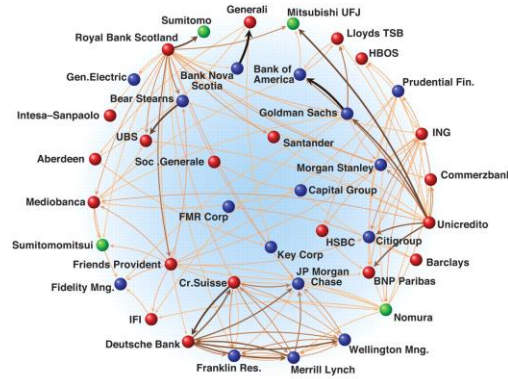 Generali
Sumitomo
Mitsubishi UFJ
Royal Bank Scotland
Lloyds TSB
HBOS
Gen.Electric
Bank Nova
Scotia
Bank of
America
Prudential Fin.
Bear Stearns
Goldman Sachs
Intesa–Sanpaolo
UBS
ING
Santander
Aberdeen
Soc .Generale
Morgan Stanley
Commerzbank
Mediobanca
Capital Group
FMR Corp
Unicredito
Sumitomomitsui
HSBC
Citigroup
Key Corp
Friends Provident
Barclays
Fidelity Mng.
Cr.Suisse
JP Morgan
Chase
BNP Paribas
IFI
Nomura
Deutsche Bank
Wellington Mng.
Franklin Res.
Merrill Lynch